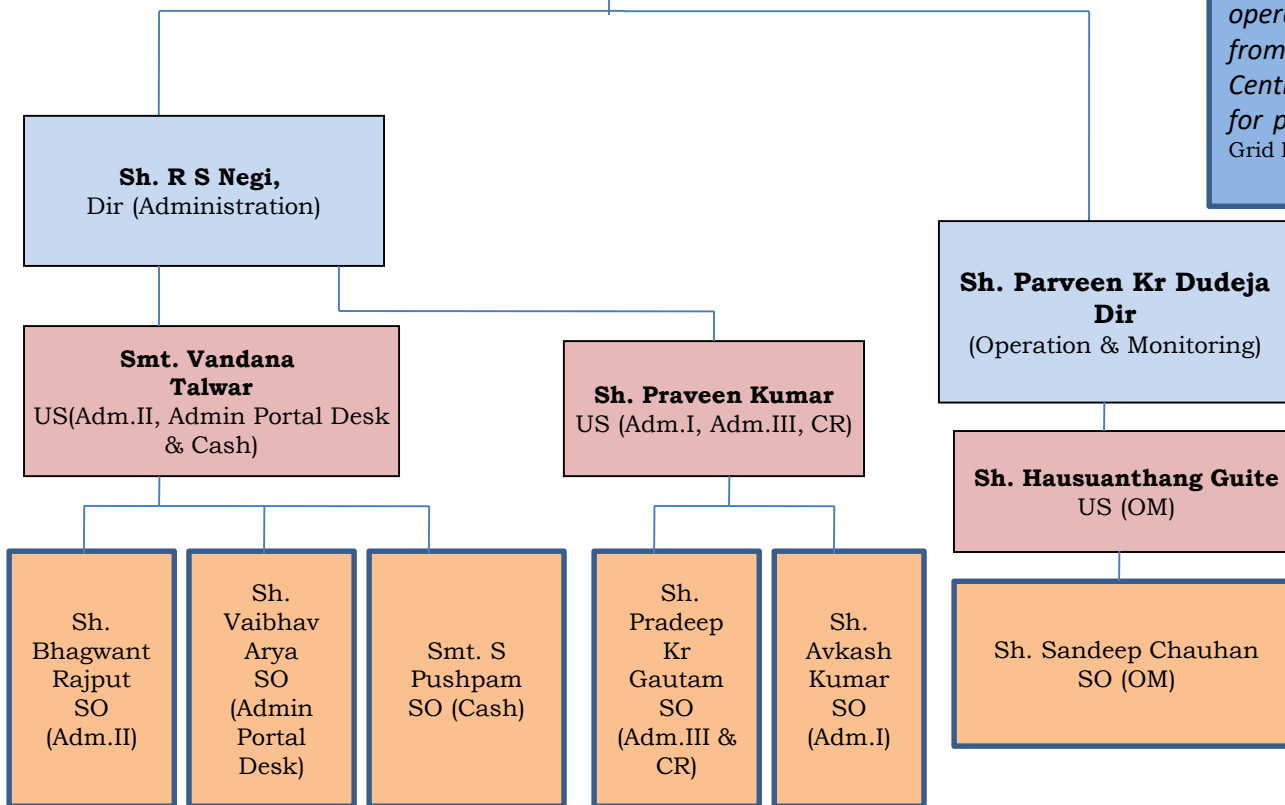 from
for p
Grid
Sh. R S Negi,
Dir (Administration)
Sh. Parveen Kr Dudeja
Dir
(Operation & Monitoring)
Smt. Vandana
Talwar
US(Adm.II, Admin Portal Desk
& Cash)
Sh. Praveen Kumar
US (Adm.I, Adm.III, CR)
Sh. Hausuanthang Guite
US (OM)
Sh.
Bhagwant
Rajput
SO
(Adm.II)
Sh.
Vaibhav
Arya
SO
(Admin
Portal
Desk)
Smt. S
Pushpam
SO (Cash)
Sh.
Pradeep
Kr
Gautam
SO
(Adm.III &
CR)
Sh.
Avkash
Kumar
SO
(Adm.I)
Sh. Sandeep Chauhan
SO (OM)